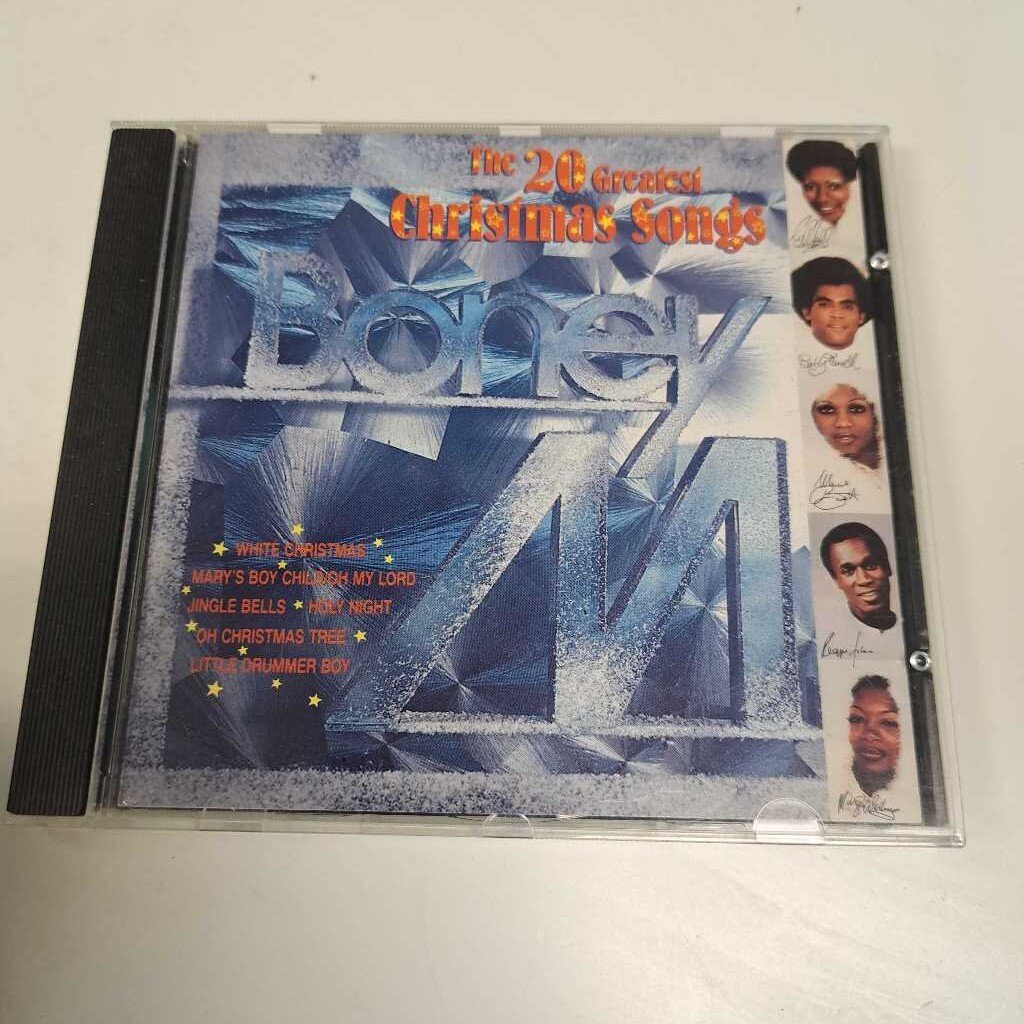 The 20 Greatest
Christmas Songs
Boney M
WHITE CHRISTMAS
MARY'S BOY CHILD/OH MY LORD
JINGLE BELLS HOLY NIGHT
OH CHRISTMAS TREE
LITTLE DRUMMER BOY